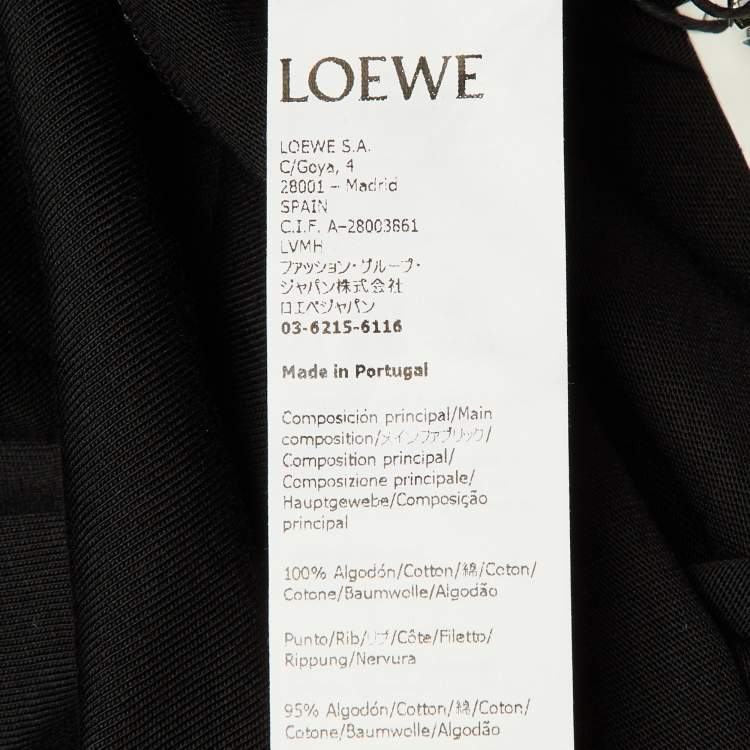 LOEWE
LOEWE S.A.
C/Goya, 4
28001 – Madrid
SPAIN
C.I.F. A-28003861
LVMH
ファッション・グループ・
ジャパン株式会社
ロエベジャパン
03-6215-6116
Made in Portugal
Composición principal/Main
composition/メインファブリック/
Composition principal/
Composizione principale/
Hauptgewebe/Composição
principal
100% Algodón/Cotton/綿/Coton/
Cotone/Baumwolle/Algodão
Punto/Rib/リブ/Côte/Filetto/
Rippung/Nervura
95% Algodón/Cotton/綿/Coton/
Cotone/Baumwolle/Algodão